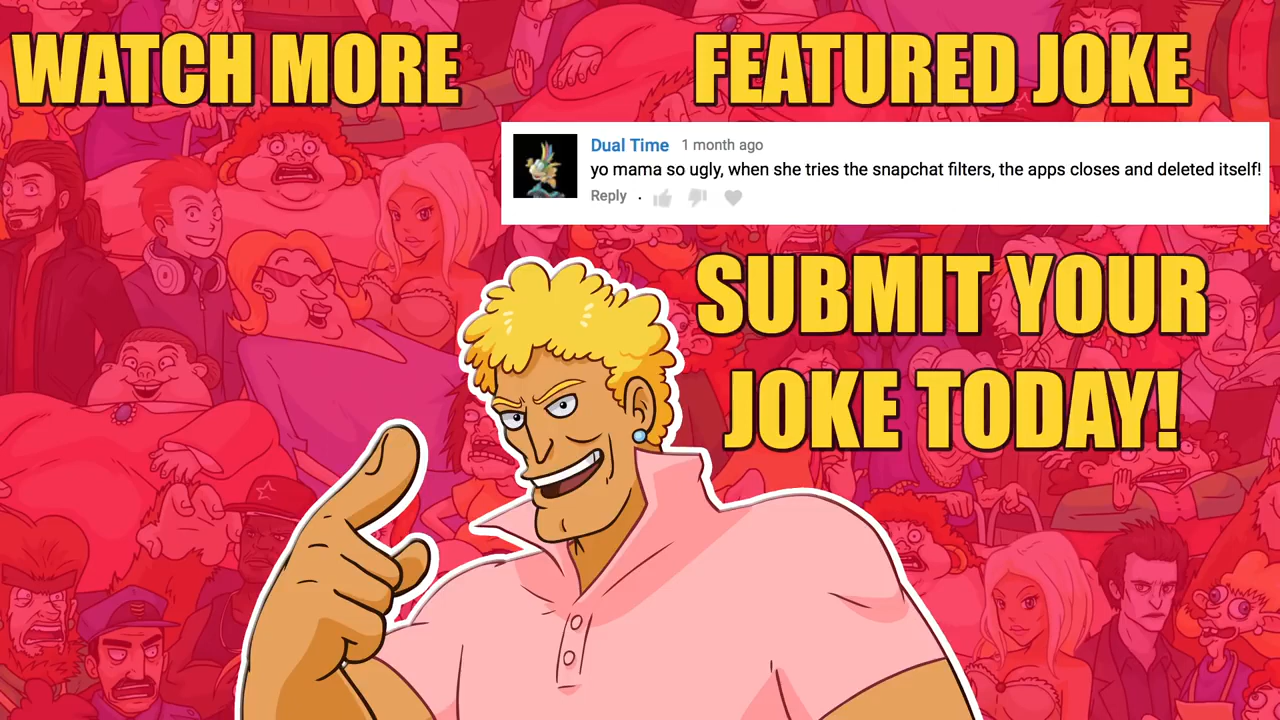 WATCH MORE
FEATURED JOKE
Dual Time 1 month ago
yo mama so ugly, when she tries the snapchat filters, the apps closes and deleted itself!
Reply ·
SUBMIT YOUR
JOKE TODAY!